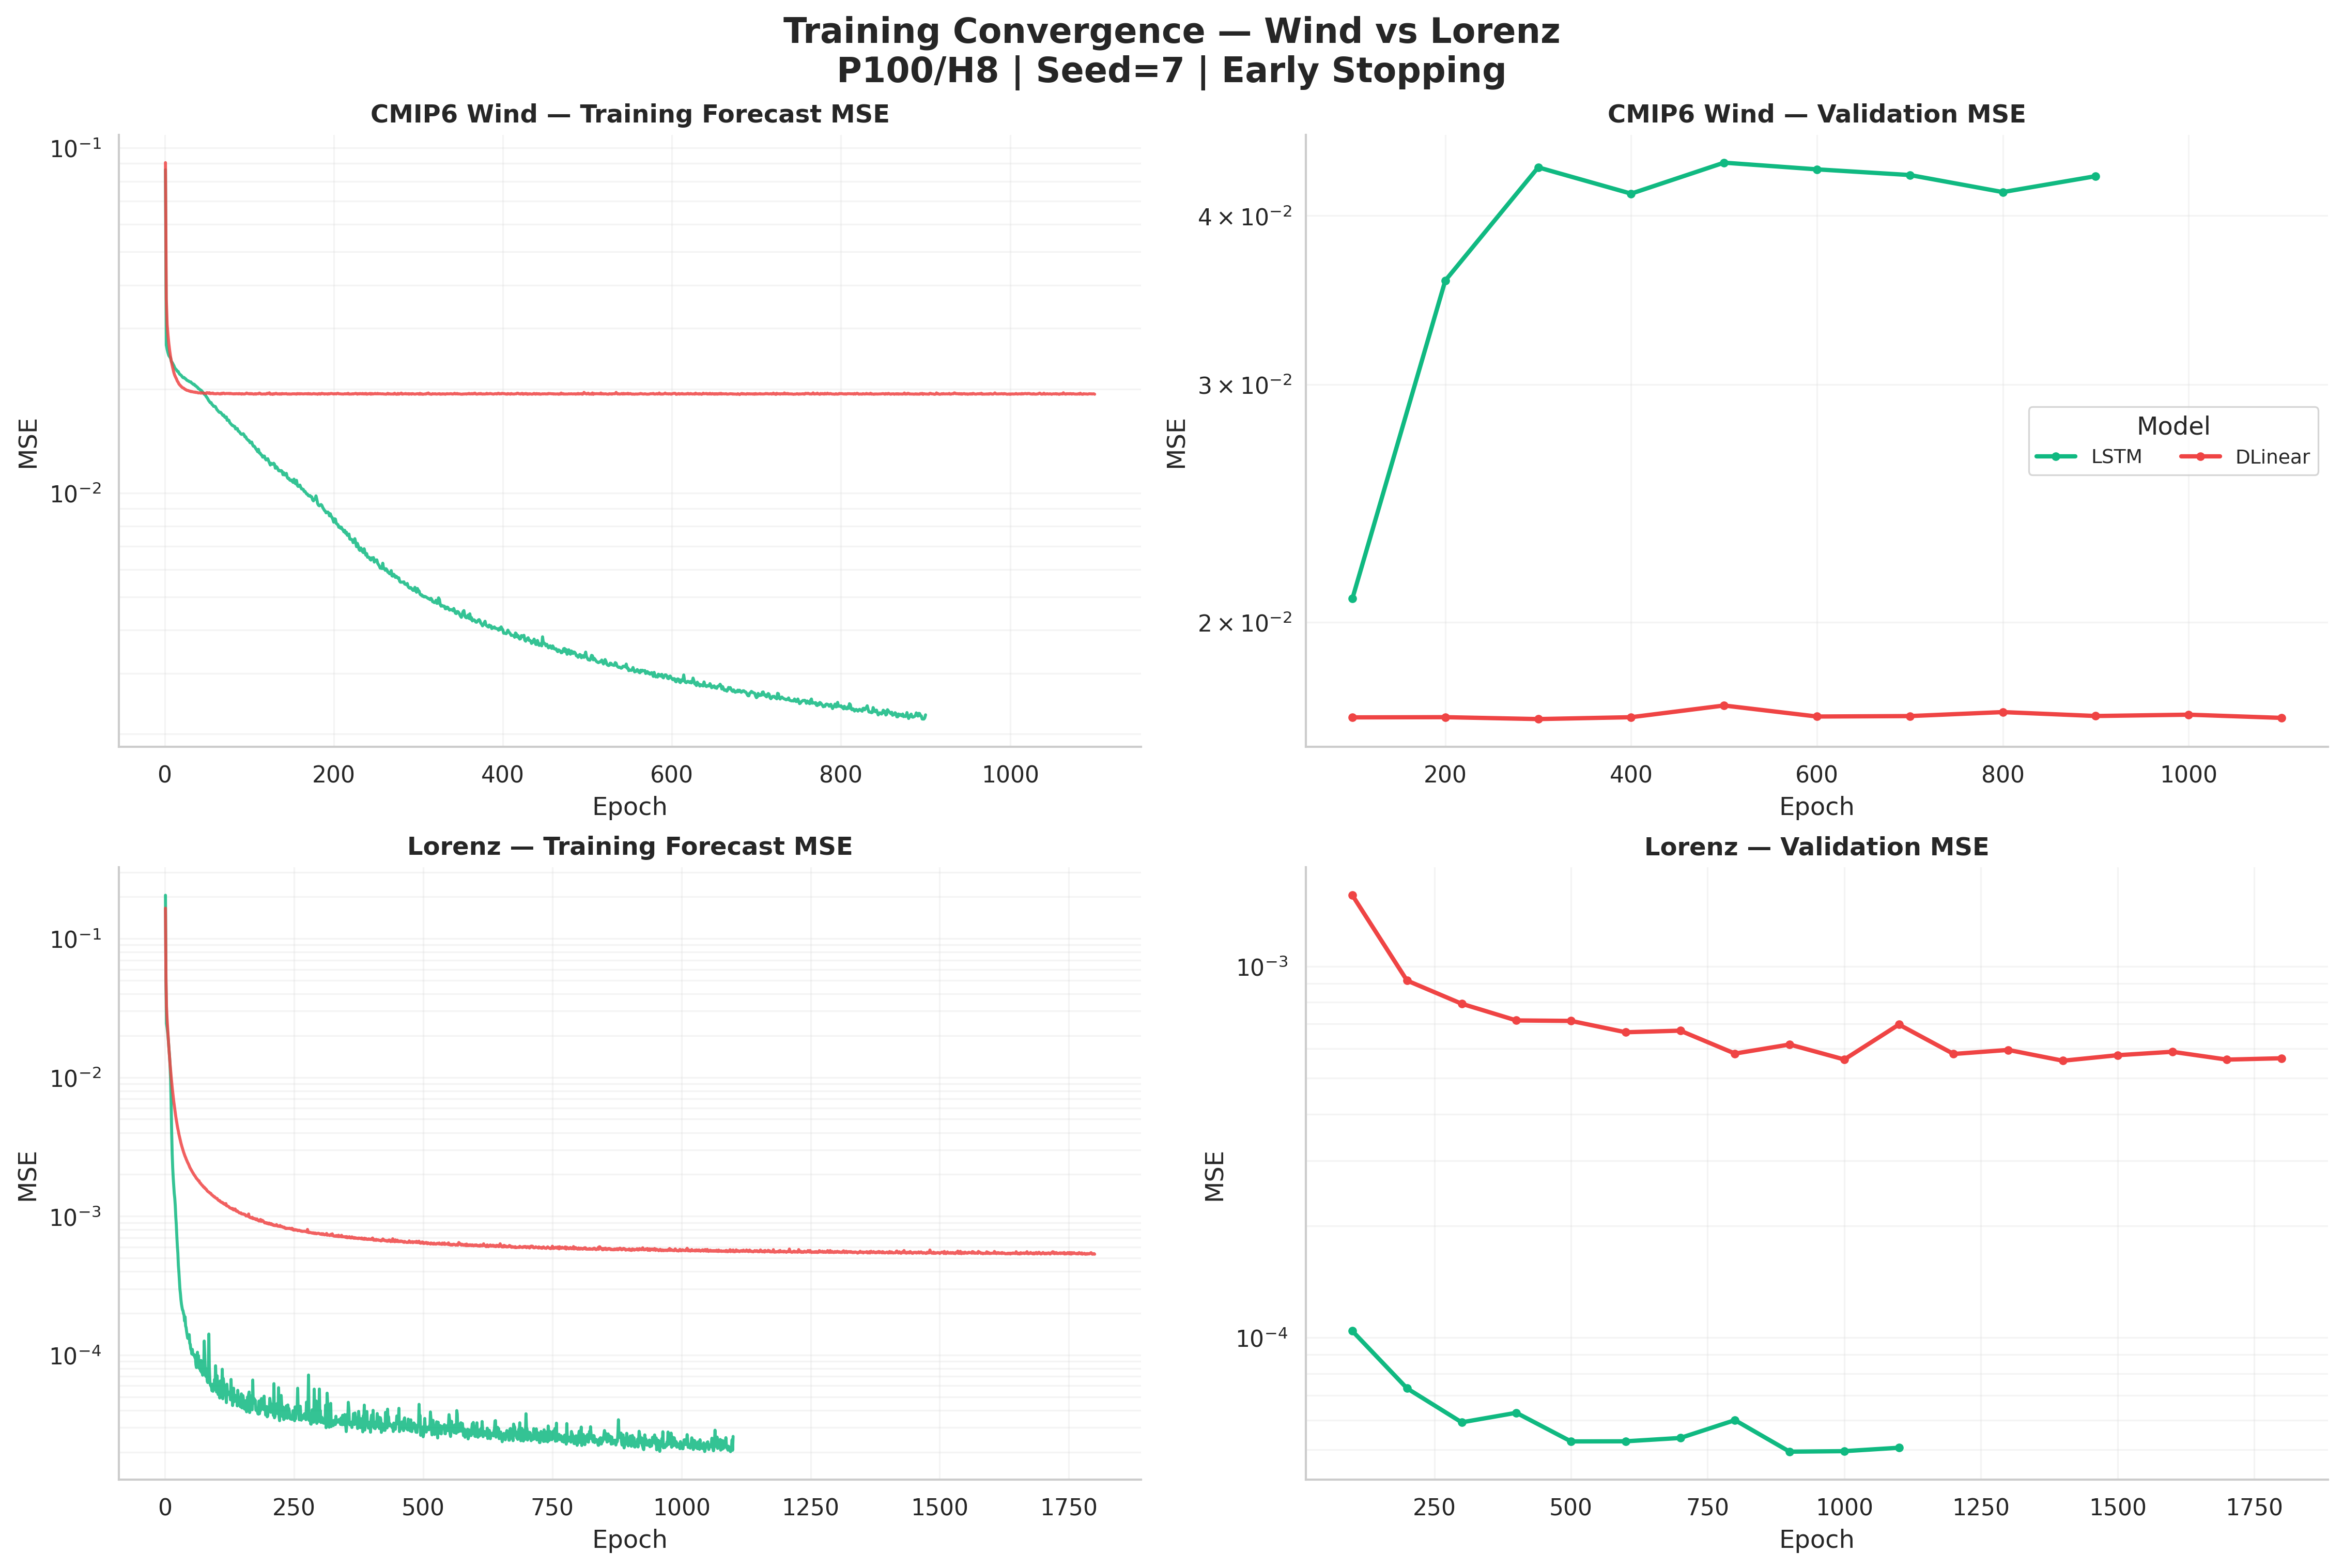 Training Convergence — Wind vs Lorenz
P100/H8 | Seed=7 | Early Stopping
CMIP6 Wind — Training Forecast MSE
10⁻¹
10⁻²
MSE
0 200 400 600 800 1000
Epoch
CMIP6 Wind — Validation MSE
4 × 10⁻²
3 × 10⁻²
2 × 10⁻²
MSE
Model
LSTM DLinear
200 400 600 800 1000
Epoch
Lorenz — Training Forecast MSE
10⁻¹
10⁻²
10⁻³
10⁻⁴
MSE
0 250 500 750 1000 1250 1500 1750
Epoch
Lorenz — Validation MSE
10⁻³
10⁻⁴
MSE
250 500 750 1000 1250 1500 1750
Epoch